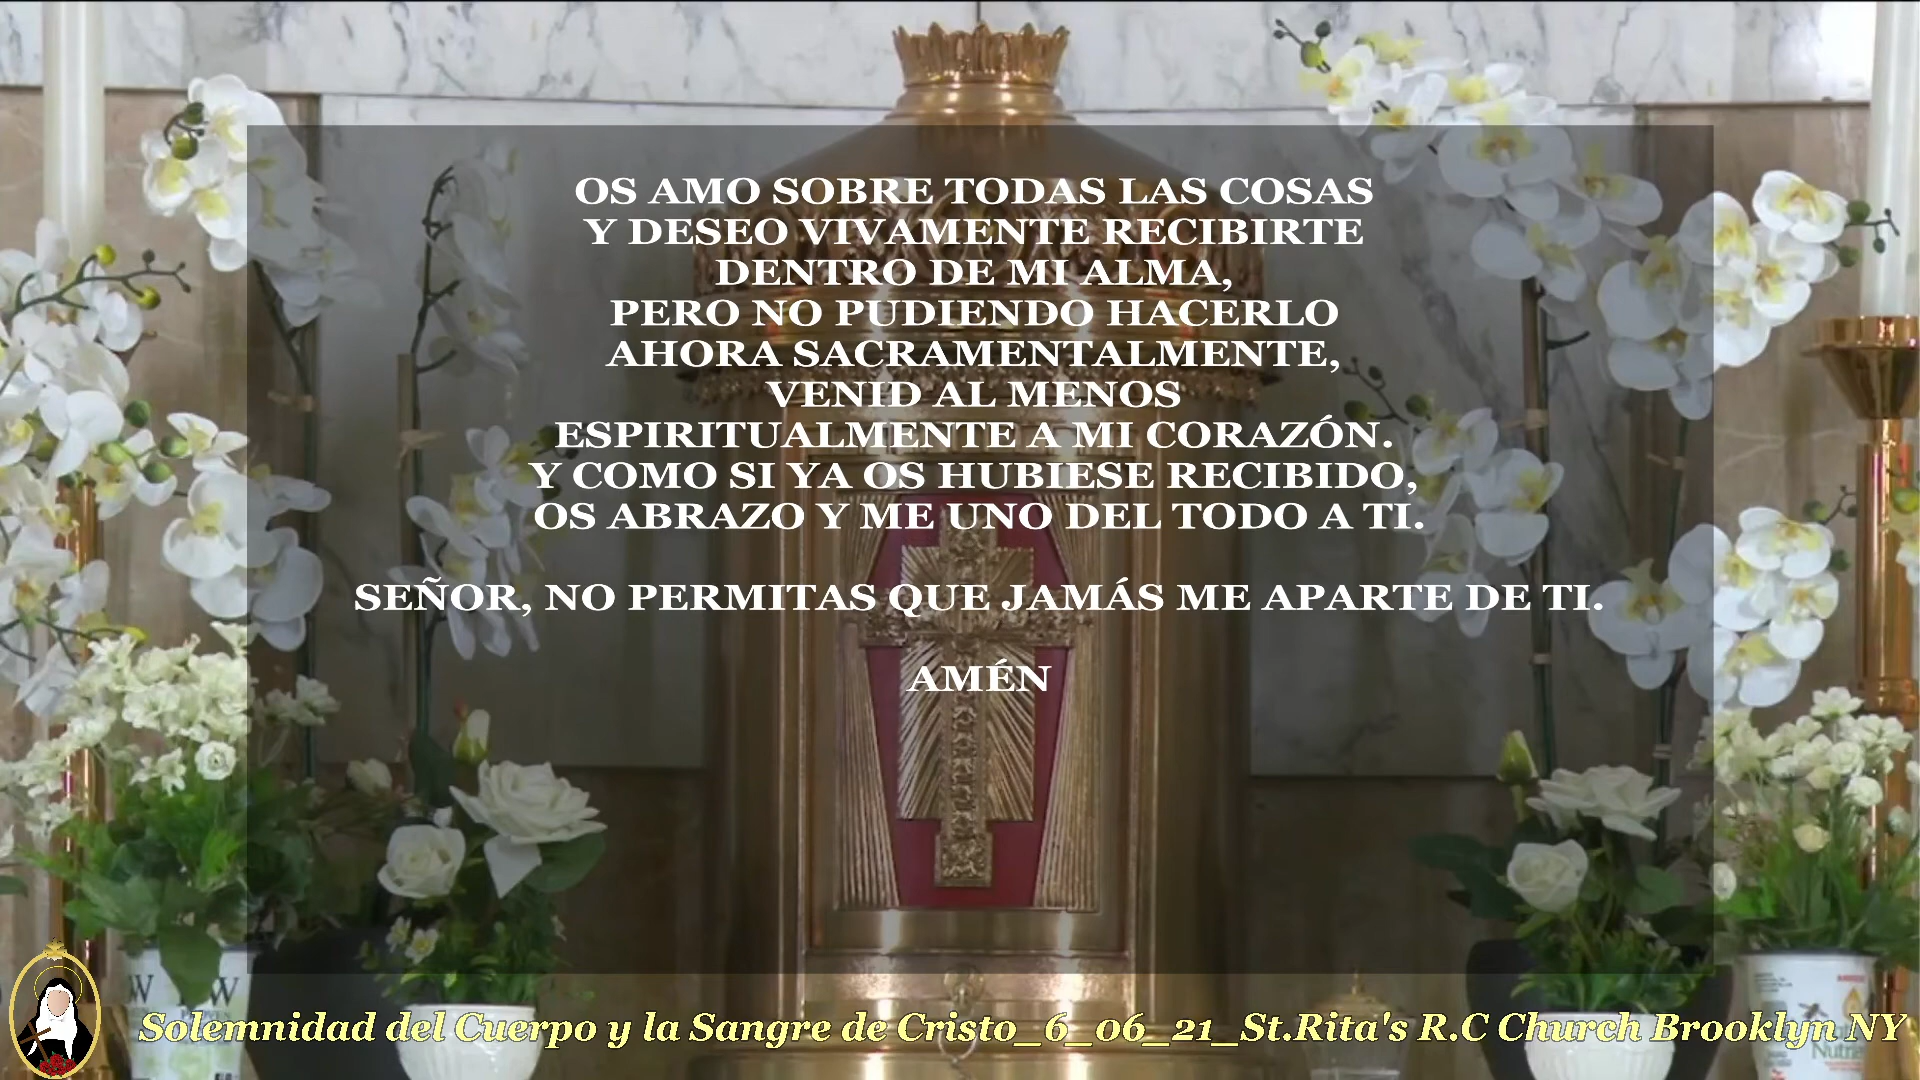 OS AMO SOBRE TODAS LAS COSAS
Y DESEO VIVAMENTE RECIBIRTE
DENTRO DE MI ALMA,
PERO NO PUDIENDO HACERLO
AHORA SACRAMENTALMENTE,
VENID AL MENOS
ESPIRITUALMENTE A MI CORAZÓN.
Y COMO SI YA OS HUBIESE RECIBIDO,
OS ABRAZO Y ME UNO DEL TODO A TI.
SEÑOR, NO PERMITAS QUE JAMÁS ME APARTE DE TI.
AMÉN
Solemnidad del Cuerpo y la Sangre de Cristo_6_06_21_St.Rita's R.C Church Brooklyn NY